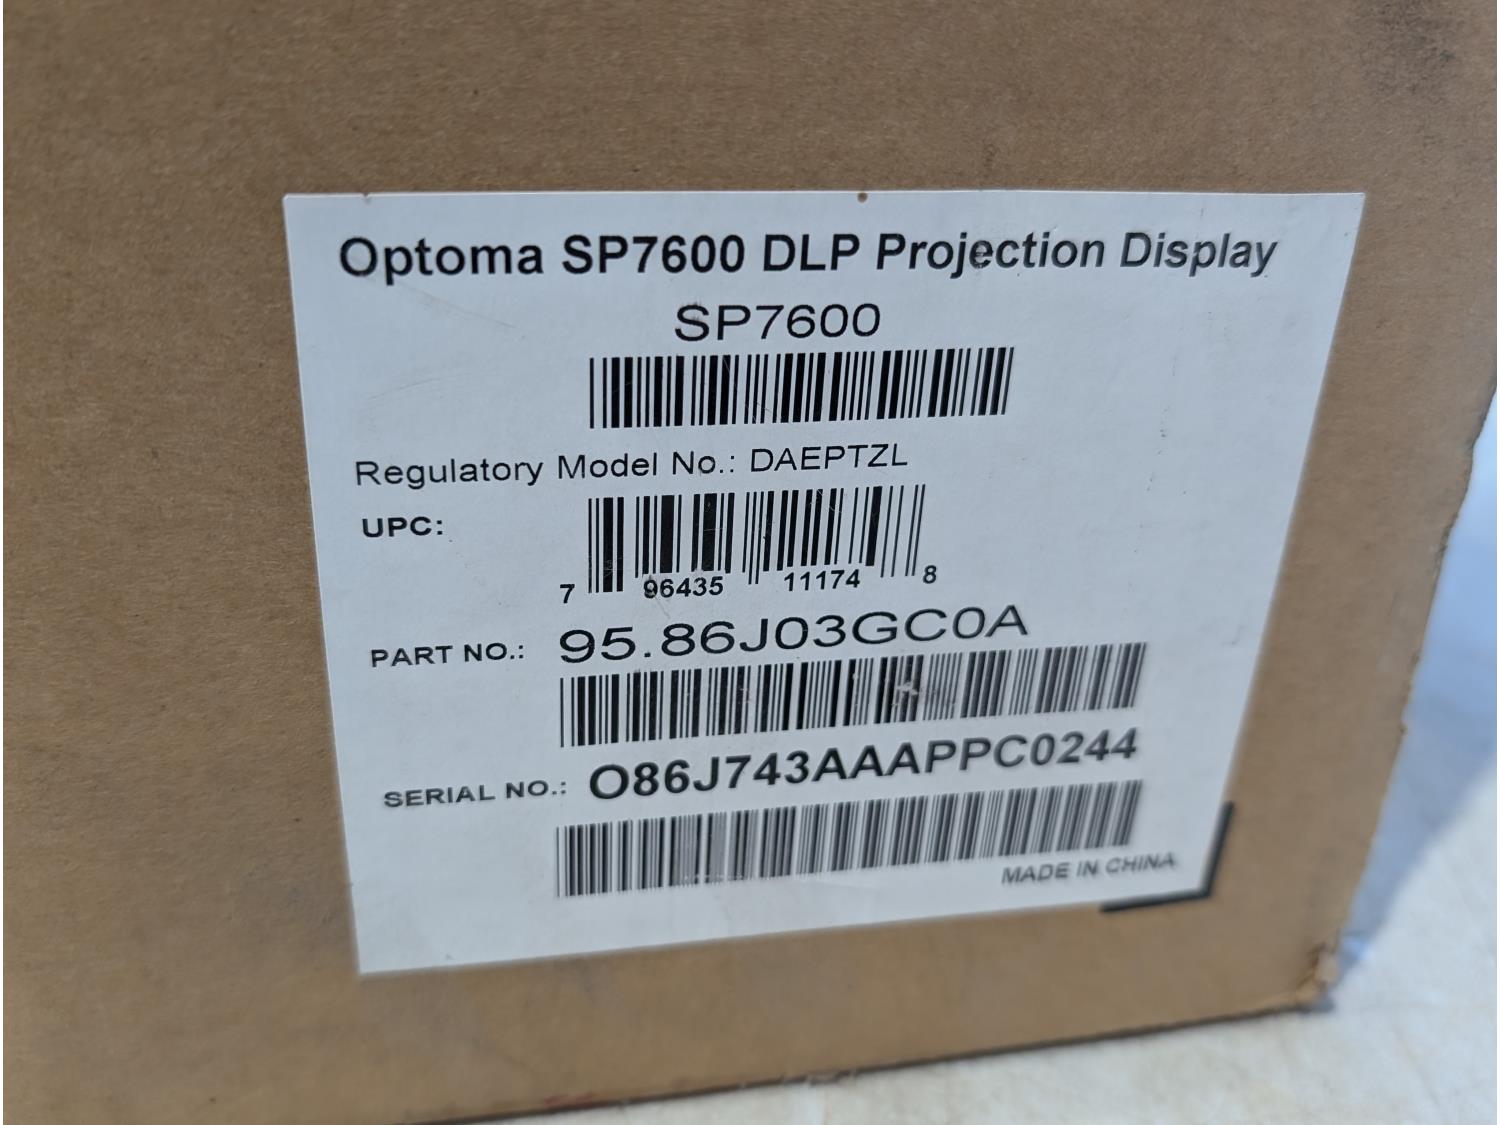 Optoma SP7600 DLP Projection Display
SP7600
Regulatory Model No.: DAEPTZL
UPC:
7 96435 11174 8
PART NO.: 95.86J03GC0A
SERIAL NO.: O86J743AAAPPC0244
MADE IN CHINA